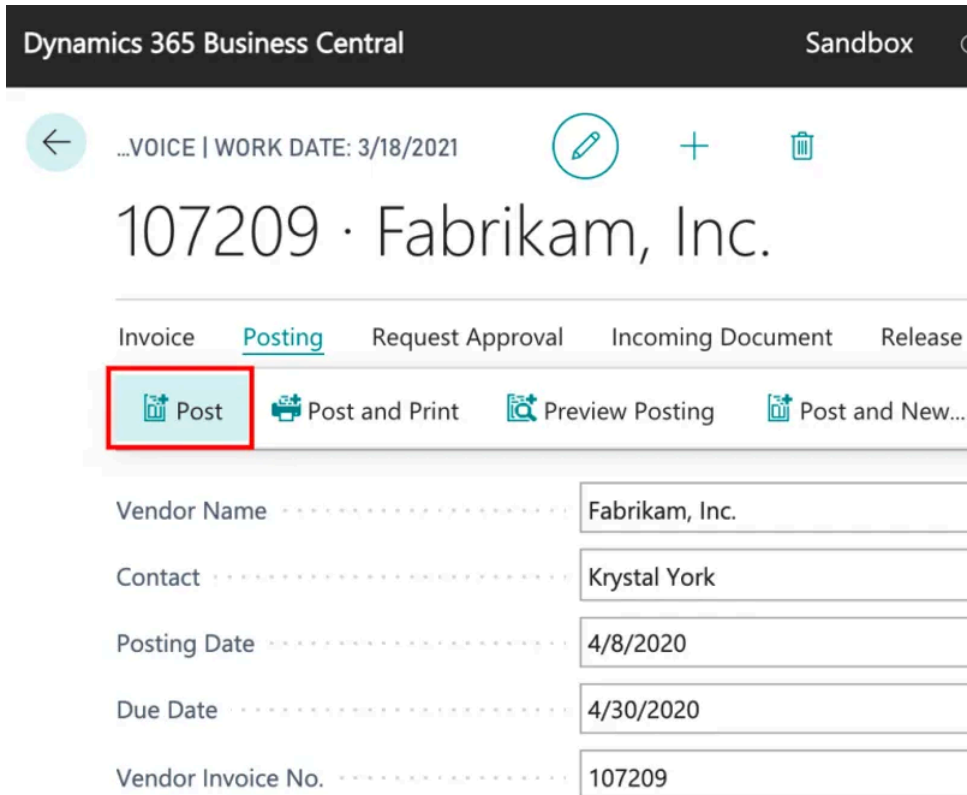 Dynamics 365 Business Central Sandbox
...VOICE | WORK DATE: 3/18/2021
107209 · Fabrikam, Inc.
Invoice Posting Request Approval Incoming Document Release
Post Post and Print Preview Posting Post and New...
Vendor Name Fabrikam, Inc.
Contact Krystal York
Posting Date 4/8/2020
Due Date 4/30/2020
Vendor Invoice No. 107209